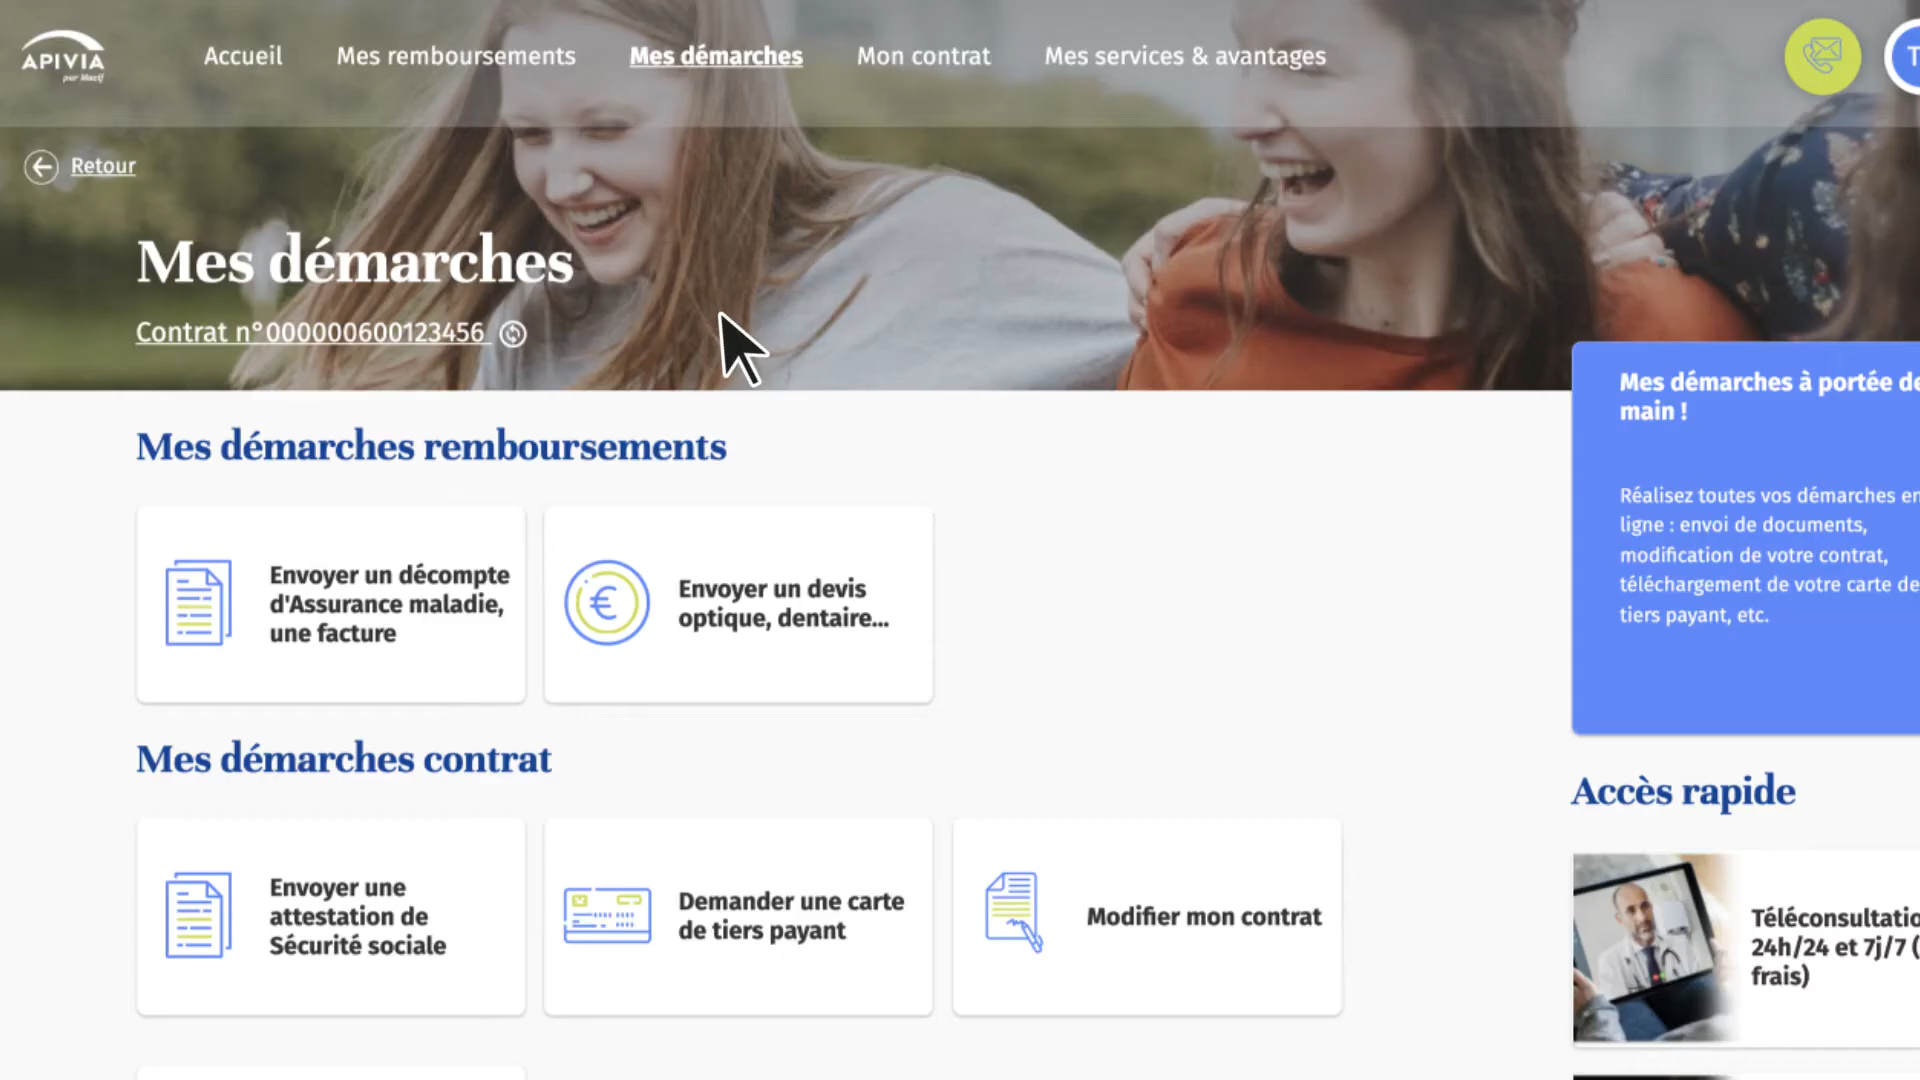 APIVIA
par Macif
Accueil
Mes remboursements
Mes démarches
Mon contrat
Mes services & avantages
T
Retour
Mes démarches
Contrat n°000000600123456
Mes démarches à portée de
main !
Réalisez toutes vos démarches en
ligne : envoi de documents,
modification de votre contrat,
téléchargement de votre carte de
tiers payant, etc.
Mes démarches remboursements
Envoyer un décompte
d'Assurance maladie,
une facture
Envoyer un devis
optique, dentaire...
Mes démarches contrat
Envoyer une
attestation de
Sécurité sociale
Demander une carte
de tiers payant
Modifier mon contrat
Accès rapide
Téléconsultatio
24h/24 et 7j/7 (
frais)